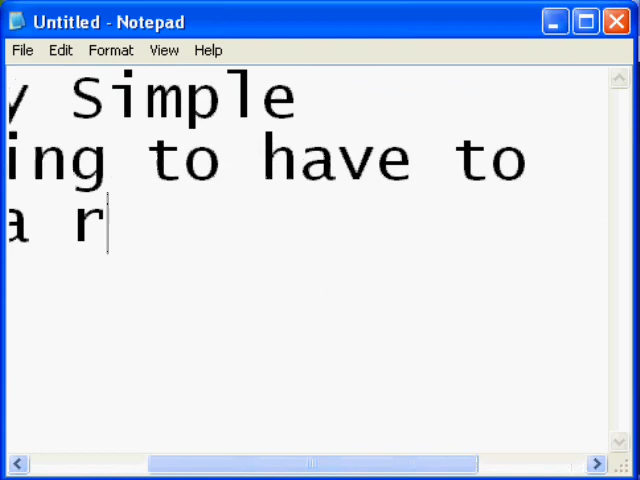 Untitled - Notepad
File Edit Format View Help
y Simple
ing to have to
a r